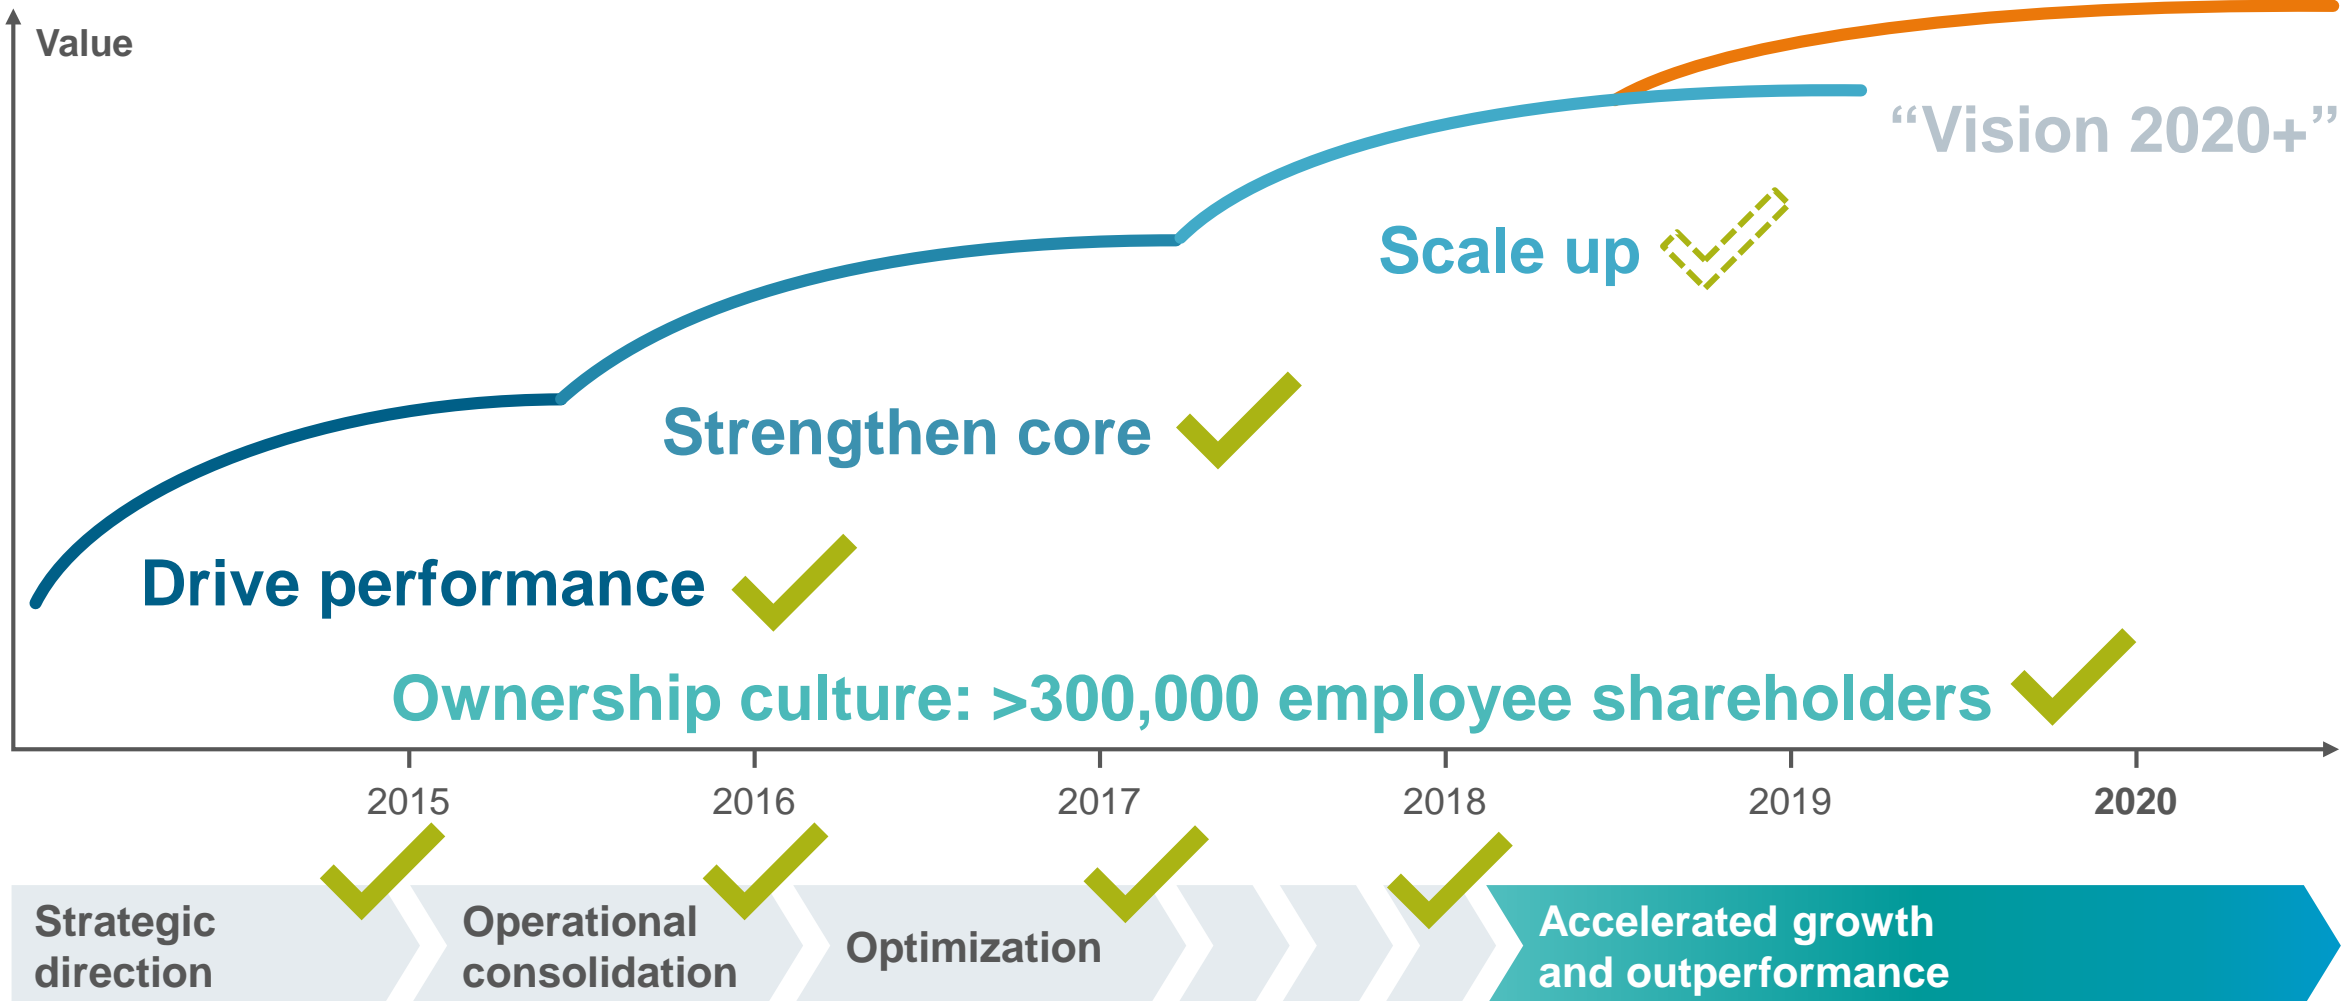 Value
“Vision 2020+”
Scale up
Strengthen core
Drive performance
Ownership culture: >300,000 employee shareholders
2015 2016 2017 2018 2019 2020
Strategic
direction
Operational
consolidation
Optimization
Accelerated growth
and outperformance